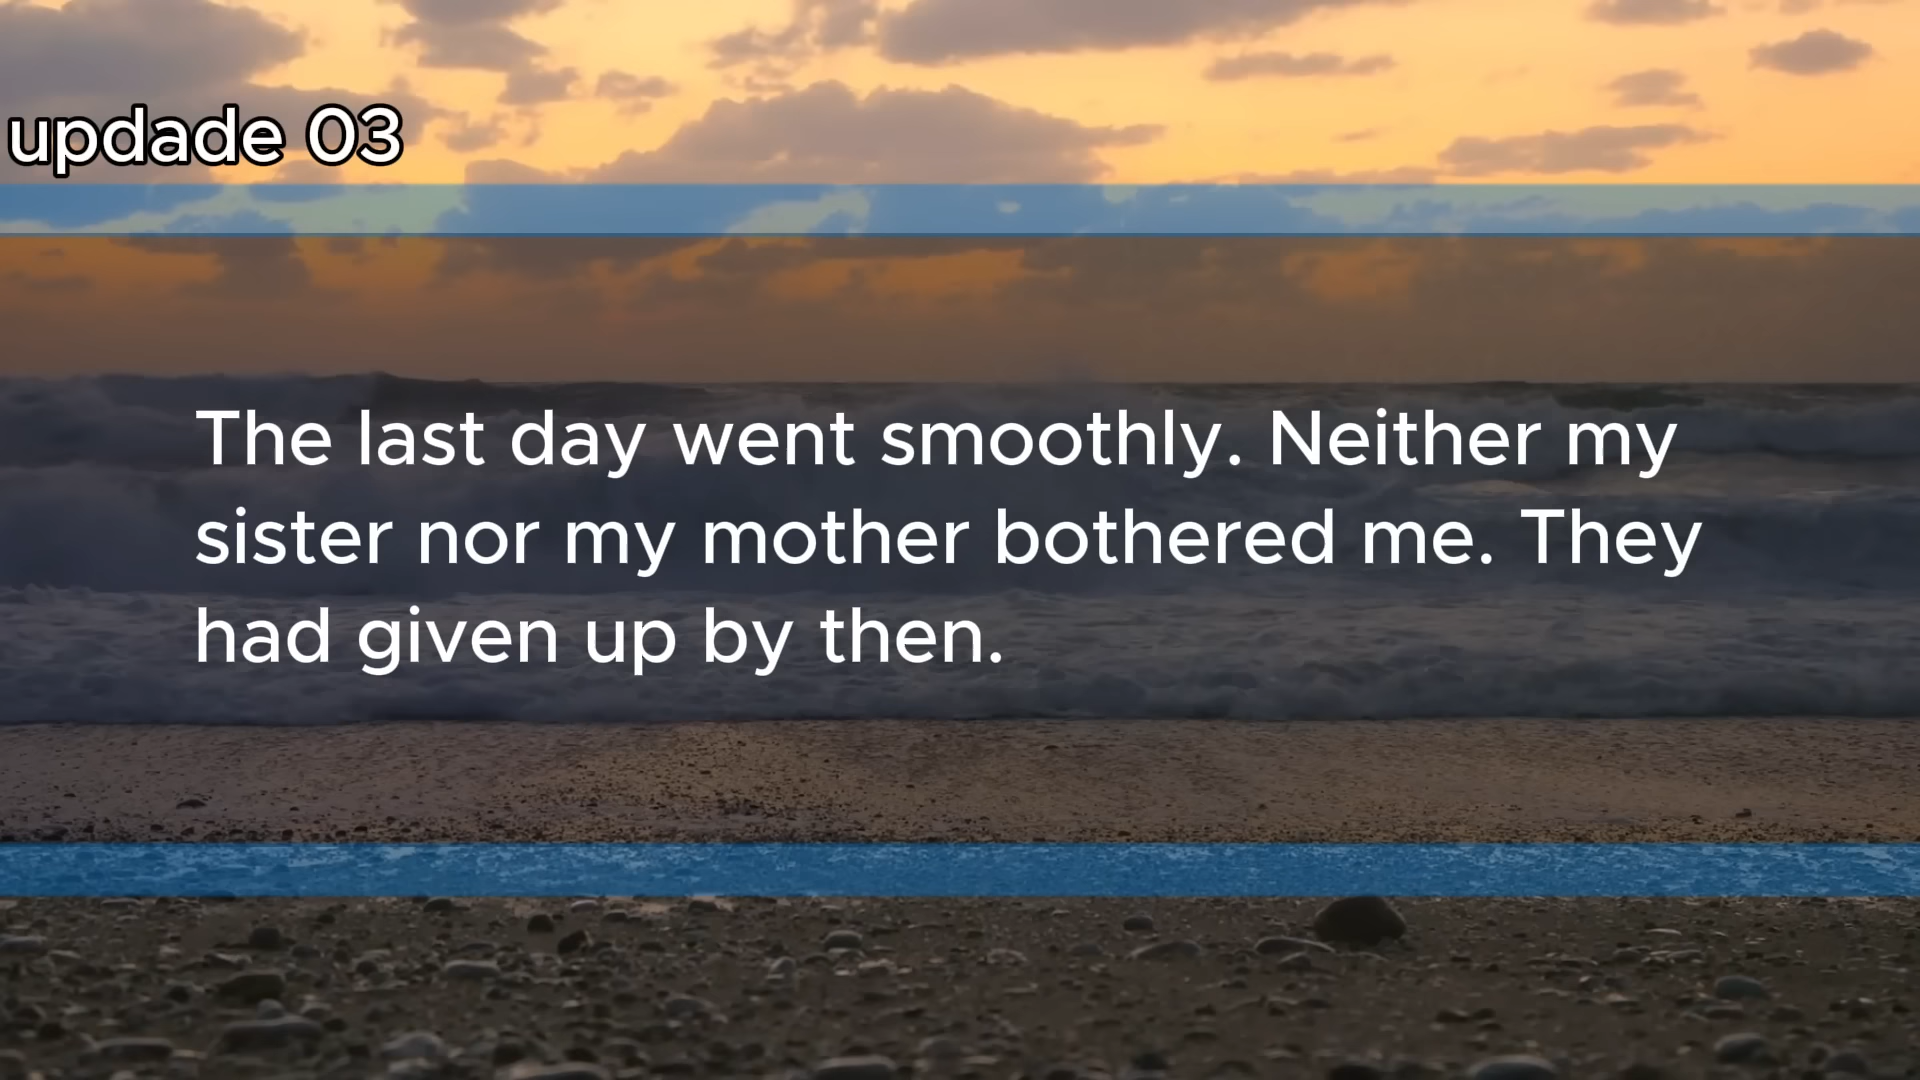 updade 03
The last day went smoothly. Neither my
sister nor my mother bothered me. They
had given up by then.